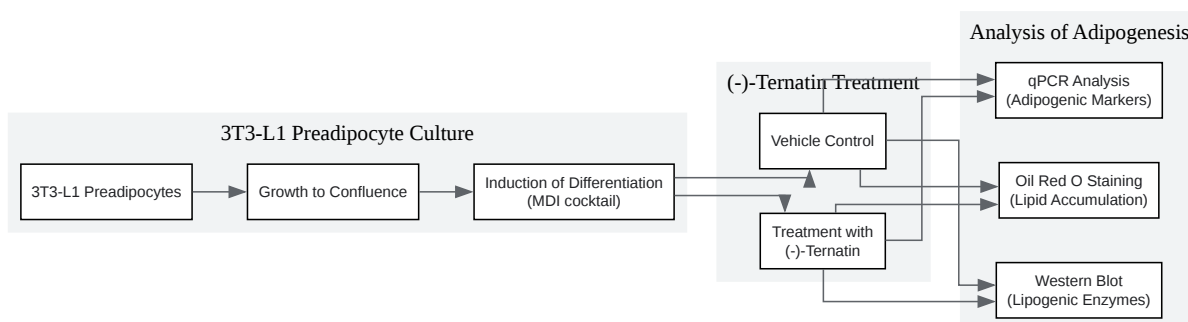 Analysis of Adipogenesis
(-)-Ternatin Treatment
3T3-L1 Preadipocyte Culture
3T3-L1 Preadipocytes
Growth to Confluence
Induction of Differentiation
(MDI cocktail)
Vehicle Control
Treatment with
(-)-Ternatin
qPCR Analysis
(Adipogenic Markers)
Oil Red O Staining
(Lipid Accumulation)
Western Blot
(Lipogenic Enzymes)